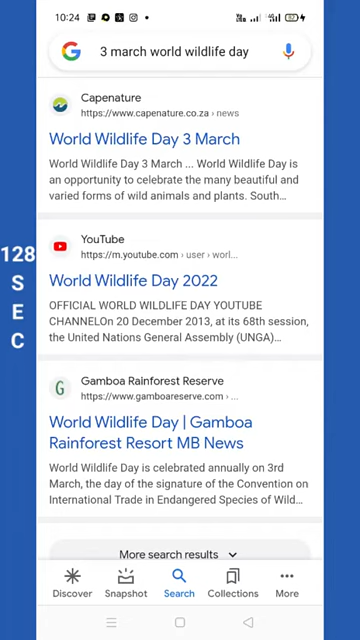 10:24
3 march world wildlife day
Capenature
https://www.capenature.co.za › news
World Wildlife Day 3 March
World Wildlife Day 3 March ... World Wildlife Day is
an opportunity to celebrate the many beautiful and
varied forms of wild animals and plants. South...
128
S
E
C
YouTube
https://m.youtube.com › user › worl...
World Wildlife Day 2022
OFFICIAL WORLD WILDLIFE DAY YOUTUBE
CHANNELOn 20 December 2013, at its 68th session,
the United Nations General Assembly (UNGA)...
Gamboa Rainforest Reserve
https://www.gamboareserve.com › ...
World Wildlife Day | Gamboa
Rainforest Resort MB News
World Wildlife Day is celebrated annually on 3rd
March, the day of the signature of the Convention on
International Trade in Endangered Species of Wild...
More search results
Discover Snapshot Search Collections More